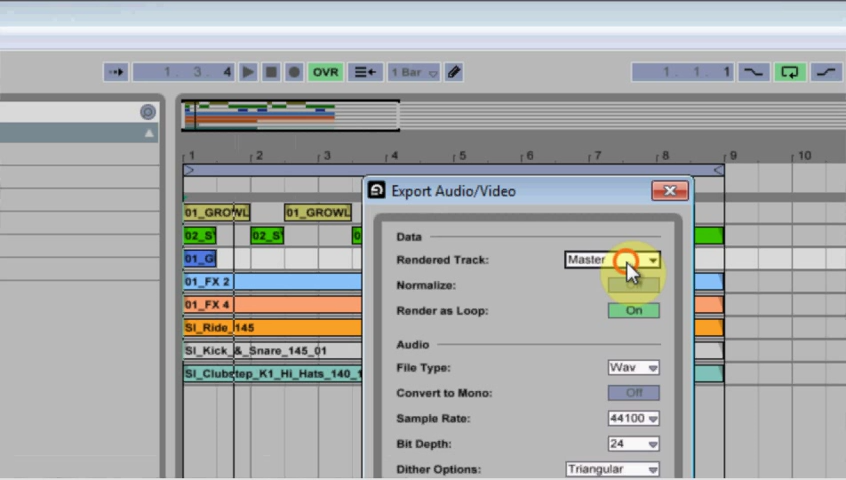 1. 3. 4 OVR 1 Bar 1. 1. 1
1 2 3 4 5 6 7 8 9 10
Export Audio/Video
01_GROWL 01_GROWL
Data
02_S 02_S 0
Rendered Track: Master
01_G
01_FX 2
Normalize: Off
01_FX 4
Render as Loop: On
SI_Ride_145
Audio
SI_Kick_&_Snare_145_01
File Type: Wav
SI_Clubstep_K1_Hi_Hats_140_1
Convert to Mono: Off
Sample Rate: 44100
Bit Depth: 24
Dither Options: Triangular